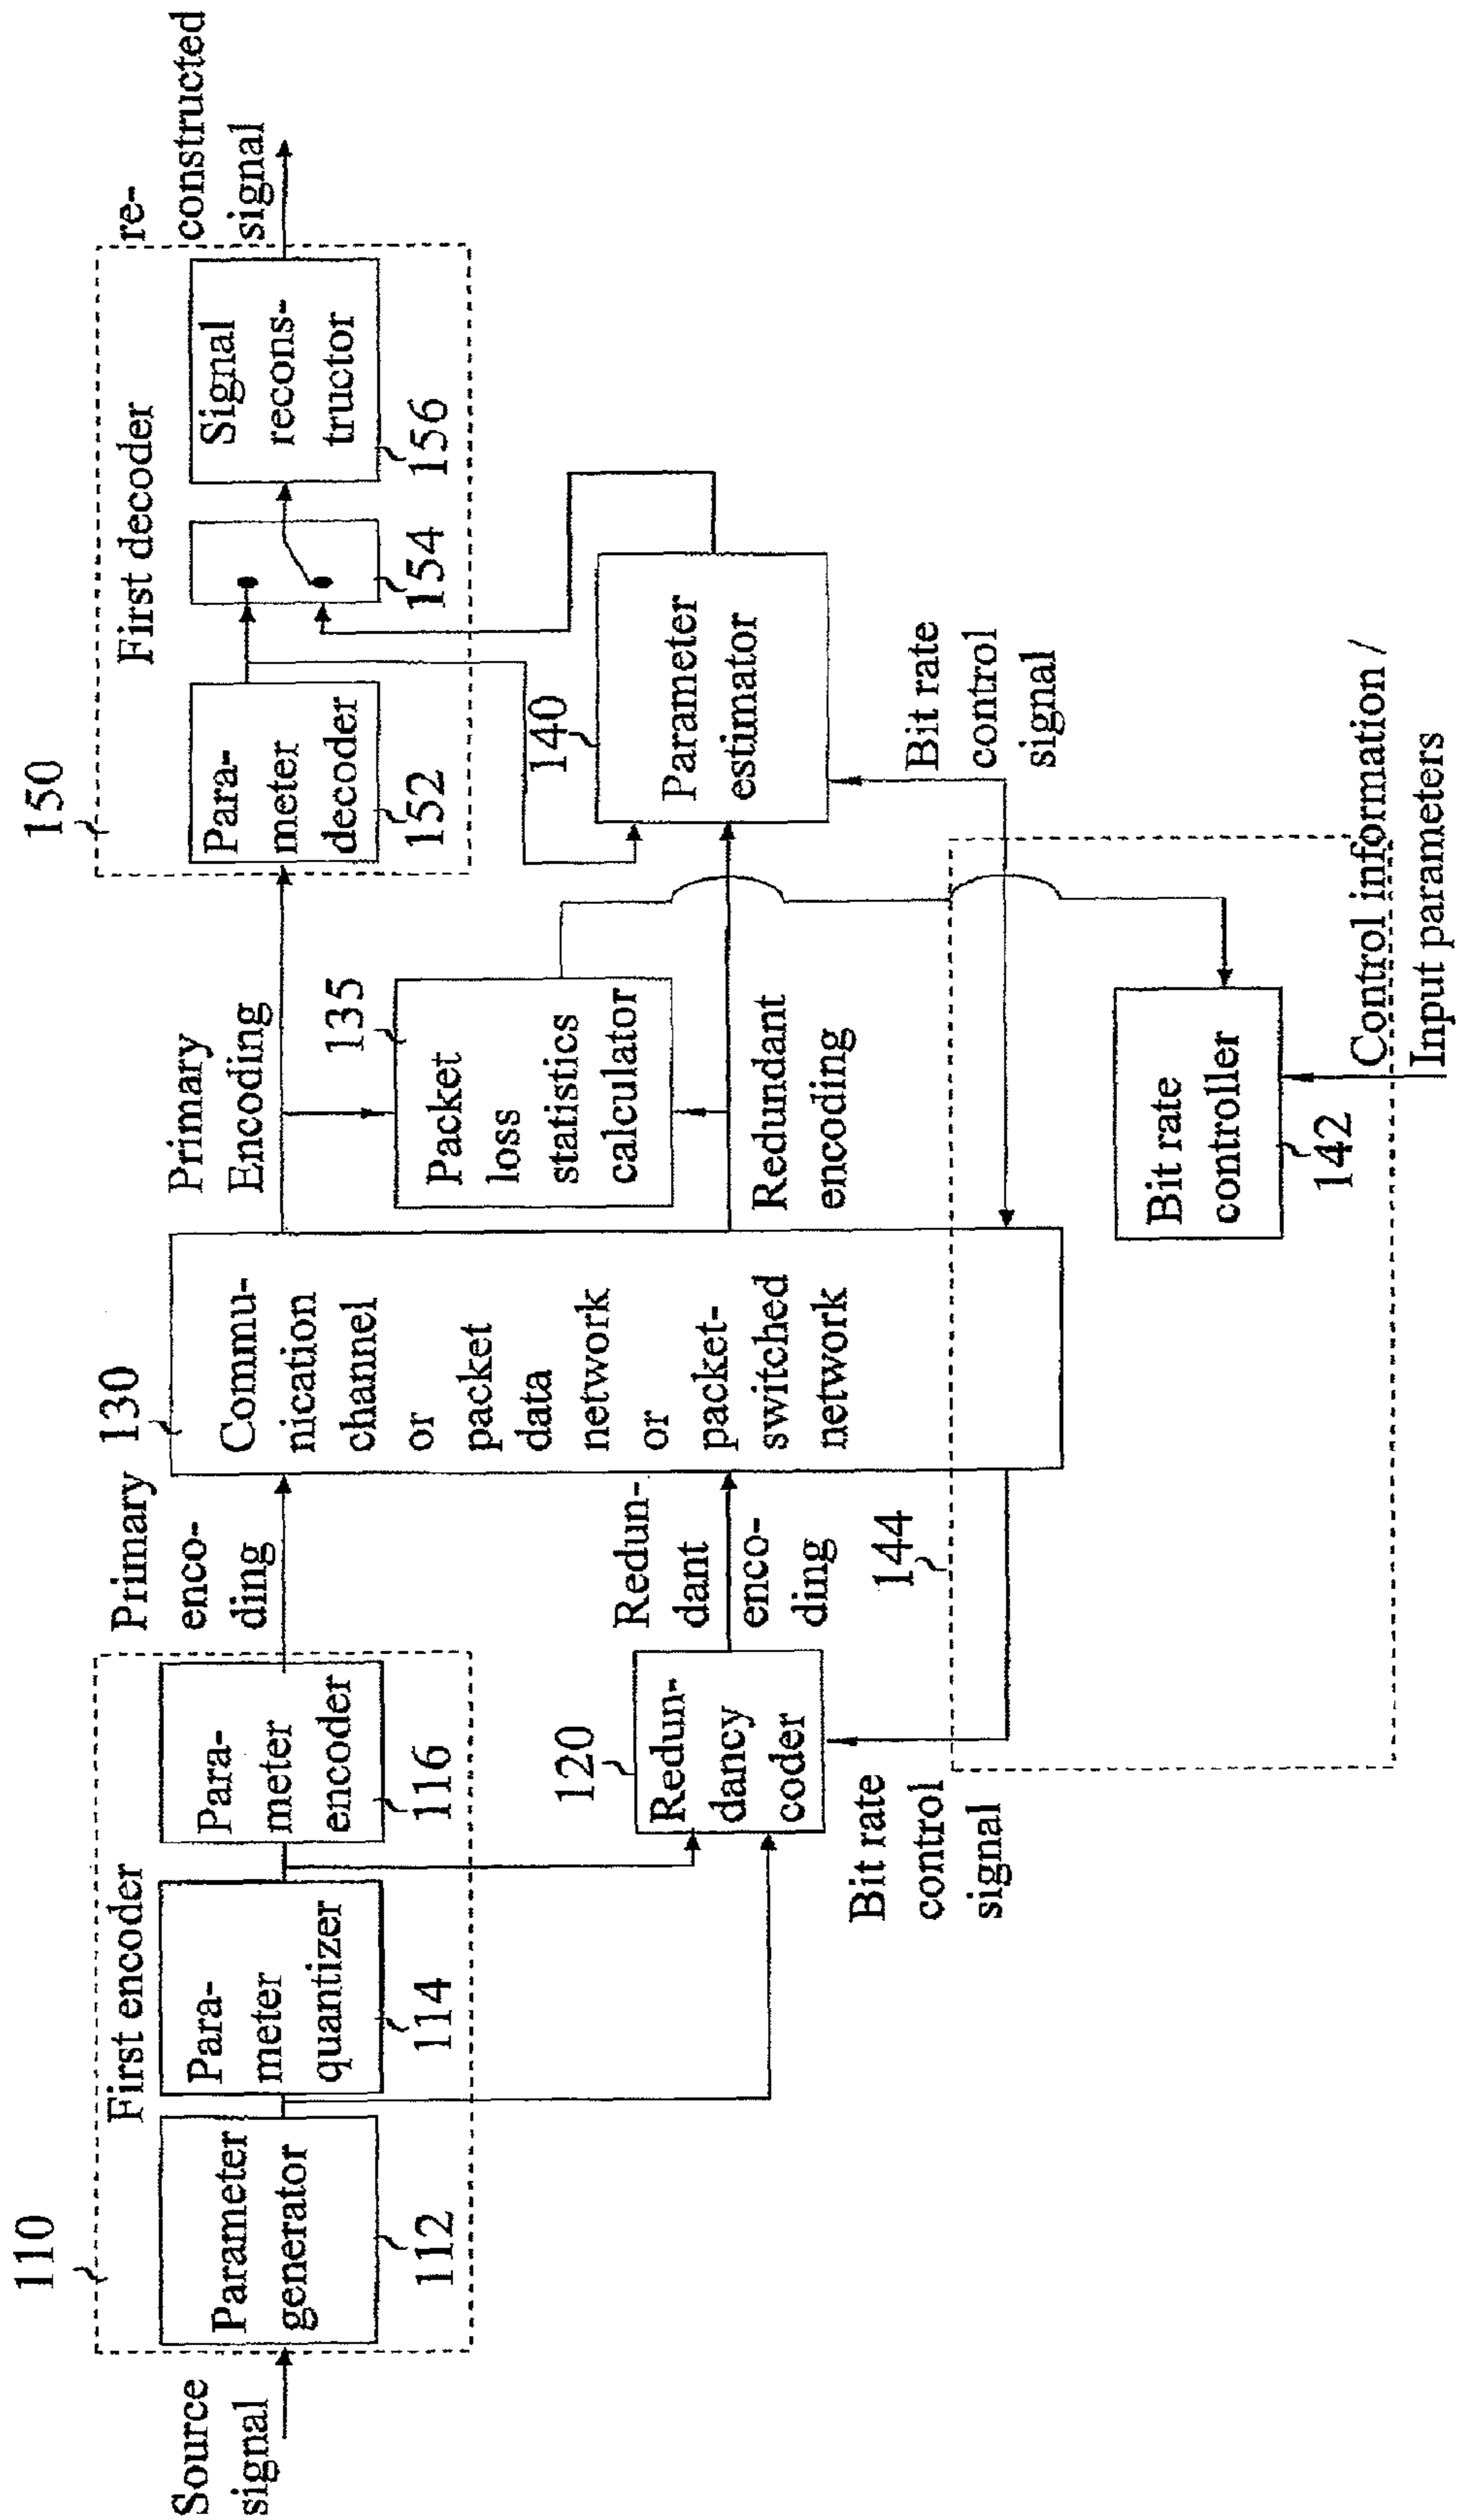 110
First encoder
Source
signal
Parameter
generator
112
Para-
meter
quantizer
114
Para-
meter
encoder
116
Primary
enco-
ding
120
Redun-
dancy
coder
Redun-
dant
enco-
ding
Bit rate
control
signal
144
130
Commu-
nication
channel
or
packet
data
network
or
packet-
switched
network
Primary
Encoding
135
Packet
loss
statistics
calculator
Redundant
encoding
Bit rate
controller
142
Control information /
Input parameters
150
First decoder
Para-
meter
decoder
152
154
Signal
recons-
tructor
156
re-
constructed
signal
140
Parameter
estimator
Bit rate
control
signal